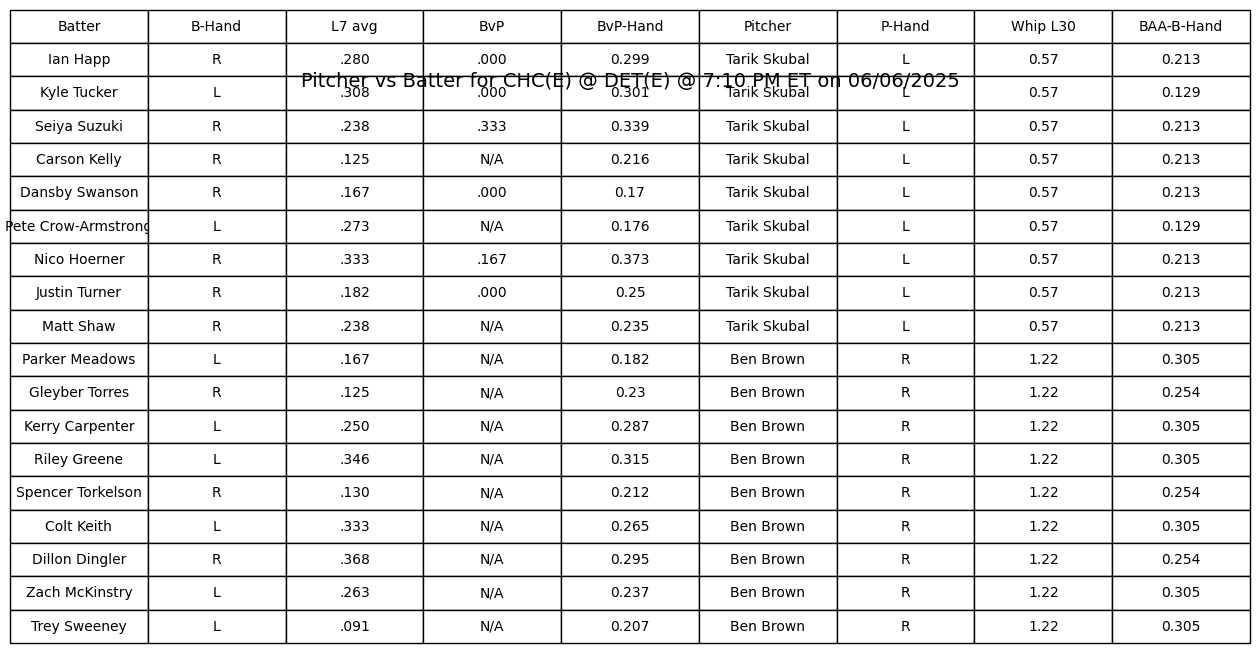 Batter B-Hand L7 avg BvP BvP-Hand Pitcher P-Hand Whip L30 BAA-B-Hand
Ian Happ R .280 .000 0.299 Tarik Skubal L 0.57 0.213
Pitcher vs Batter for CHC(E) @ DET(E) @ 7:10 PM ET on 06/06/2025
Kyle Tucker L .308 .000 0.301 Tarik Skubal L 0.57 0.129
Seiya Suzuki R .238 .333 0.339 Tarik Skubal L 0.57 0.213
Carson Kelly R .125 N/A 0.216 Tarik Skubal L 0.57 0.213
Dansby Swanson R .167 .000 0.17 Tarik Skubal L 0.57 0.213
Pete Crow-Armstrong L .273 N/A 0.176 Tarik Skubal L 0.57 0.129
Nico Hoerner R .333 .167 0.373 Tarik Skubal L 0.57 0.213
Justin Turner R .182 .000 0.25 Tarik Skubal L 0.57 0.213
Matt Shaw R .238 N/A 0.235 Tarik Skubal L 0.57 0.213
Parker Meadows L .167 N/A 0.182 Ben Brown R 1.22 0.305
Gleyber Torres R .125 N/A 0.23 Ben Brown R 1.22 0.254
Kerry Carpenter L .250 N/A 0.287 Ben Brown R 1.22 0.305
Riley Greene L .346 N/A 0.315 Ben Brown R 1.22 0.305
Spencer Torkelson R .130 N/A 0.212 Ben Brown R 1.22 0.254
Colt Keith L .333 N/A 0.265 Ben Brown R 1.22 0.305
Dillon Dingler R .368 N/A 0.295 Ben Brown R 1.22 0.254
Zach McKinstry L .263 N/A 0.237 Ben Brown R 1.22 0.305
Trey Sweeney L .091 N/A 0.207 Ben Brown R 1.22 0.305